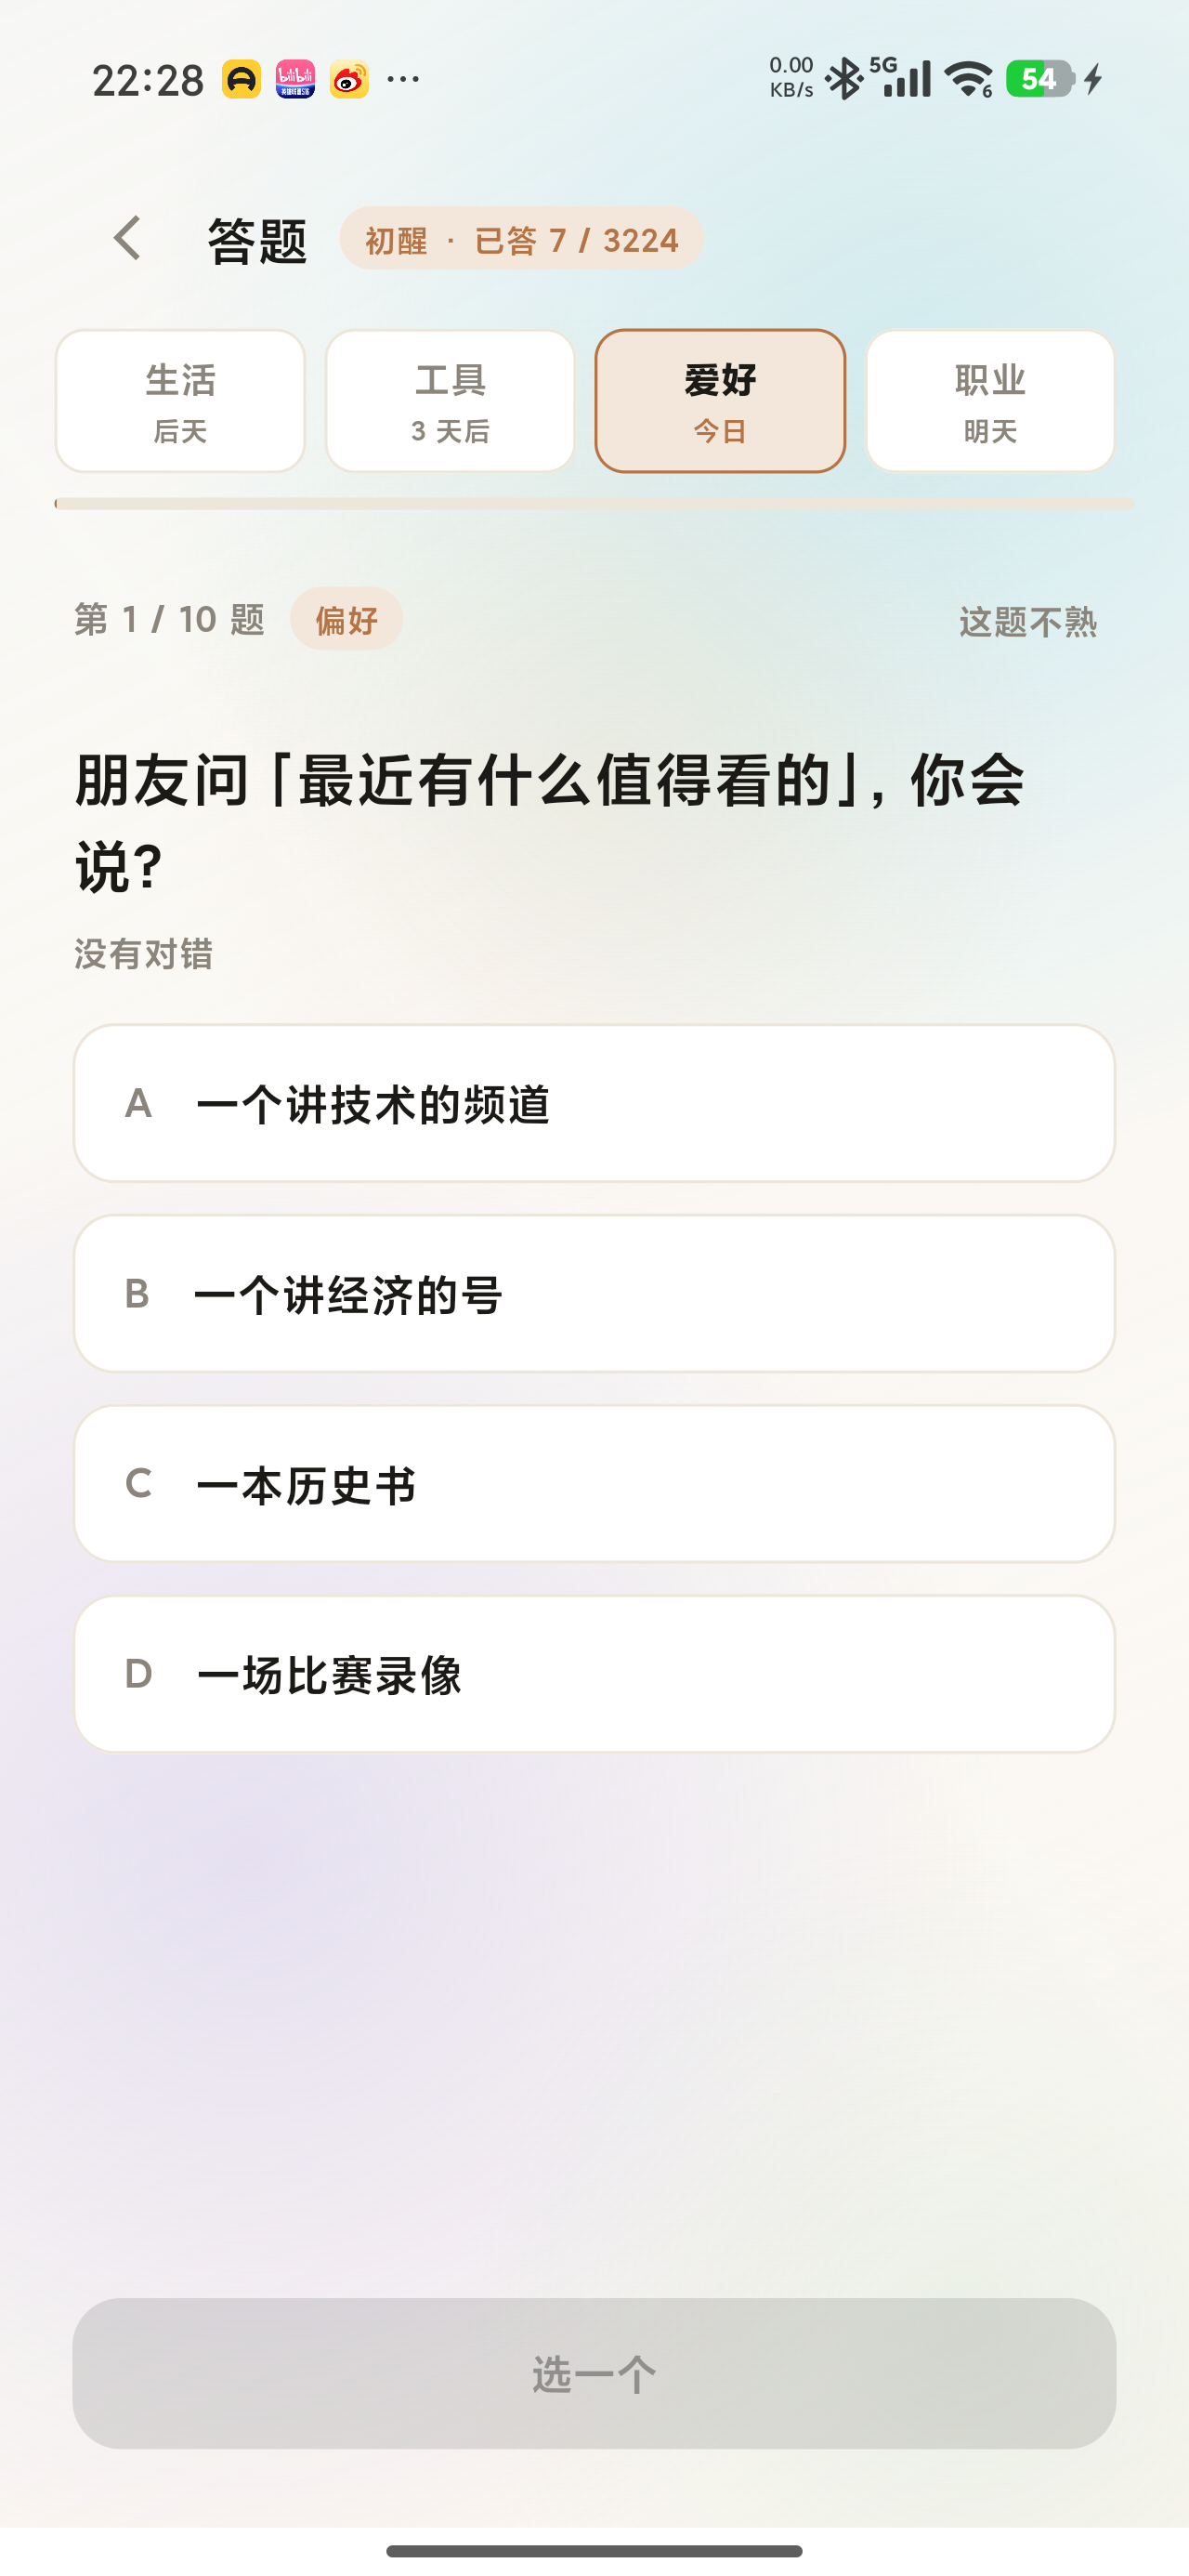 22:28
bilibili
0.00 KB/s
5G
6
54
答题
初醒 · 已答 7 / 3224
生活
后天
工具
3 天后
爱好
今日
职业
明天
第 1 / 10 题
偏好
这题不熟
朋友问「最近有什么值得看的」，你会
说？
没有对错
A 一个讲技术的频道
B 一个讲经济的号
C 一本历史书
D 一场比赛录像
选一个